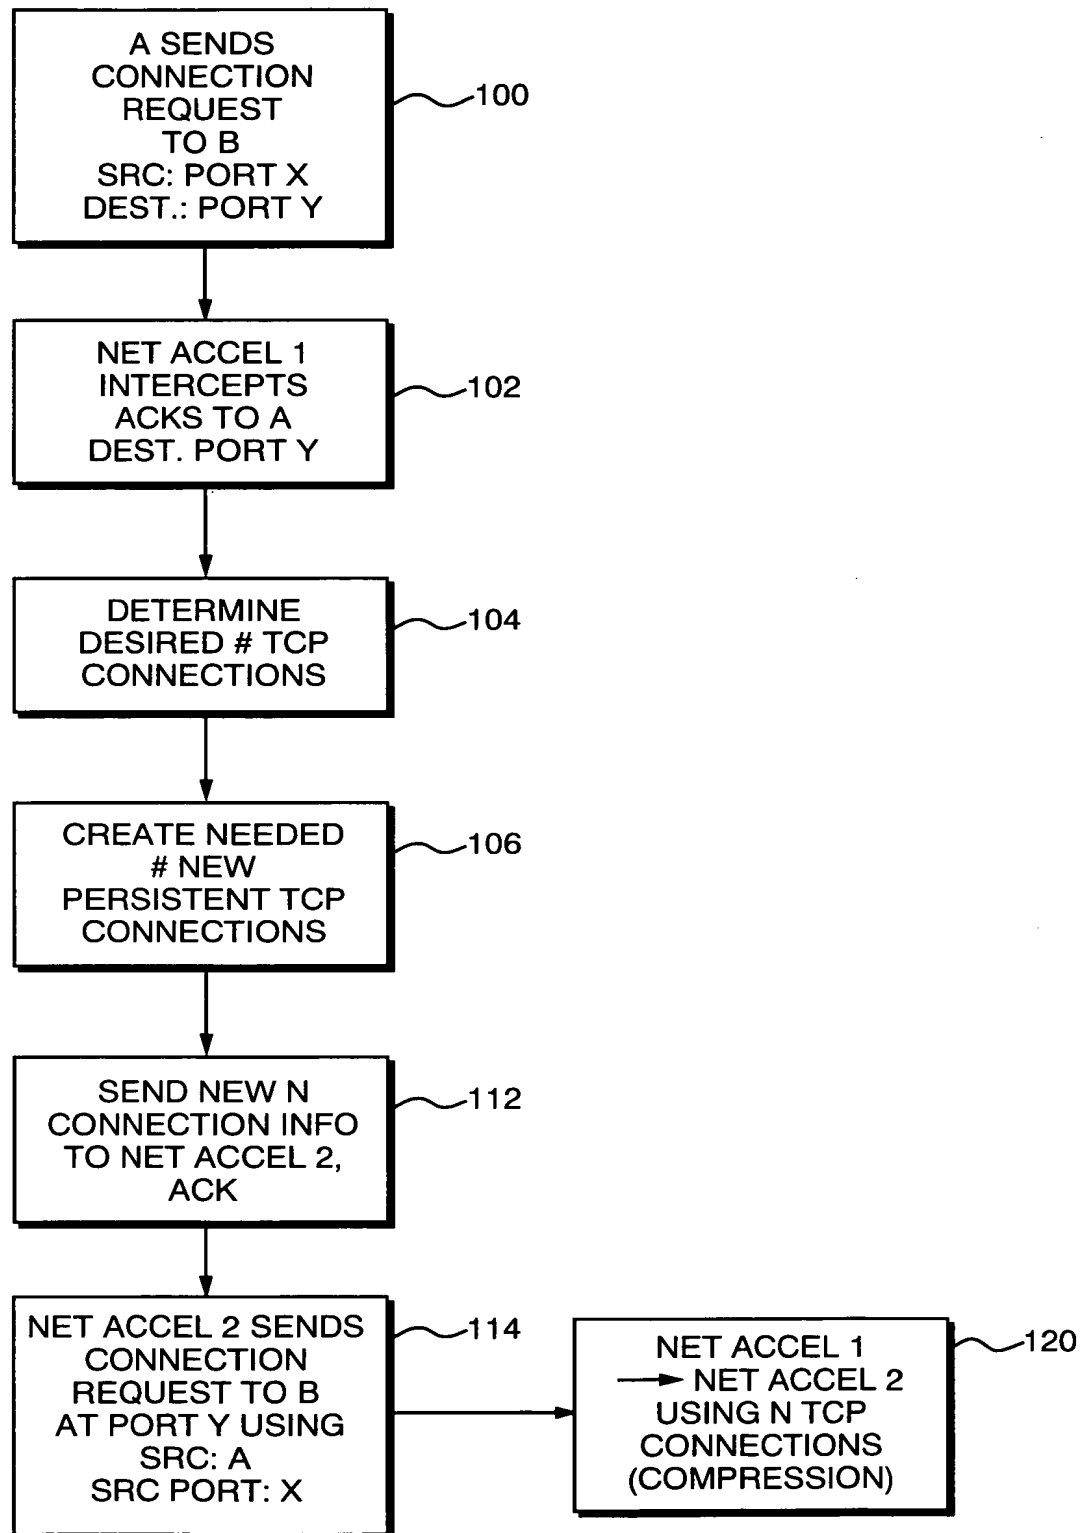 A SENDS
CONNECTION
REQUEST
TO B
SRC: PORT X
DEST.: PORT Y
100
NET ACCEL 1
INTERCEPTS
ACKS TO A
DEST. PORT Y
102
DETERMINE
DESIRED # TCP
CONNECTIONS
104
CREATE NEEDED
# NEW
PERSISTENT TCP
CONNECTIONS
106
SEND NEW N
CONNECTION INFO
TO NET ACCEL 2,
ACK
112
NET ACCEL 2 SENDS
CONNECTION
REQUEST TO B
AT PORT Y USING
SRC: A
SRC PORT: X
114
NET ACCEL 1
→ NET ACCEL 2
USING N TCP
CONNECTIONS
(COMPRESSION)
120